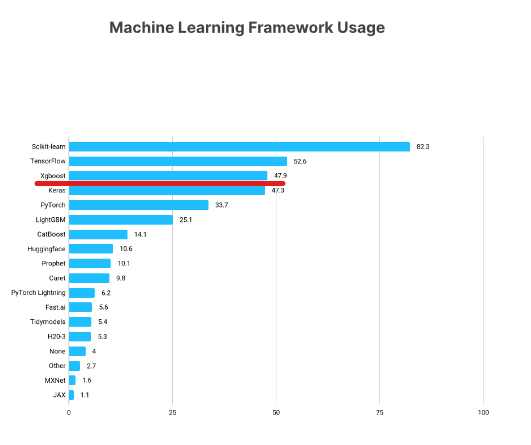 Machine Learning Framework Usage
Scikit-learn 82.3
TensorFlow 52.6
Xgboost 47.9
Keras 47.3
PyTorch 33.7
LightGBM 25.1
CatBoost 14.1
Huggingface 10.6
Prophet 10.1
Caret 9.8
PyTorch Lightning 6.2
Fast.ai 5.6
Tidymodels 5.4
H20-3 5.3
None 4
Other 2.7
MXNet 1.6
JAX 1.1
0 25 50 75 100